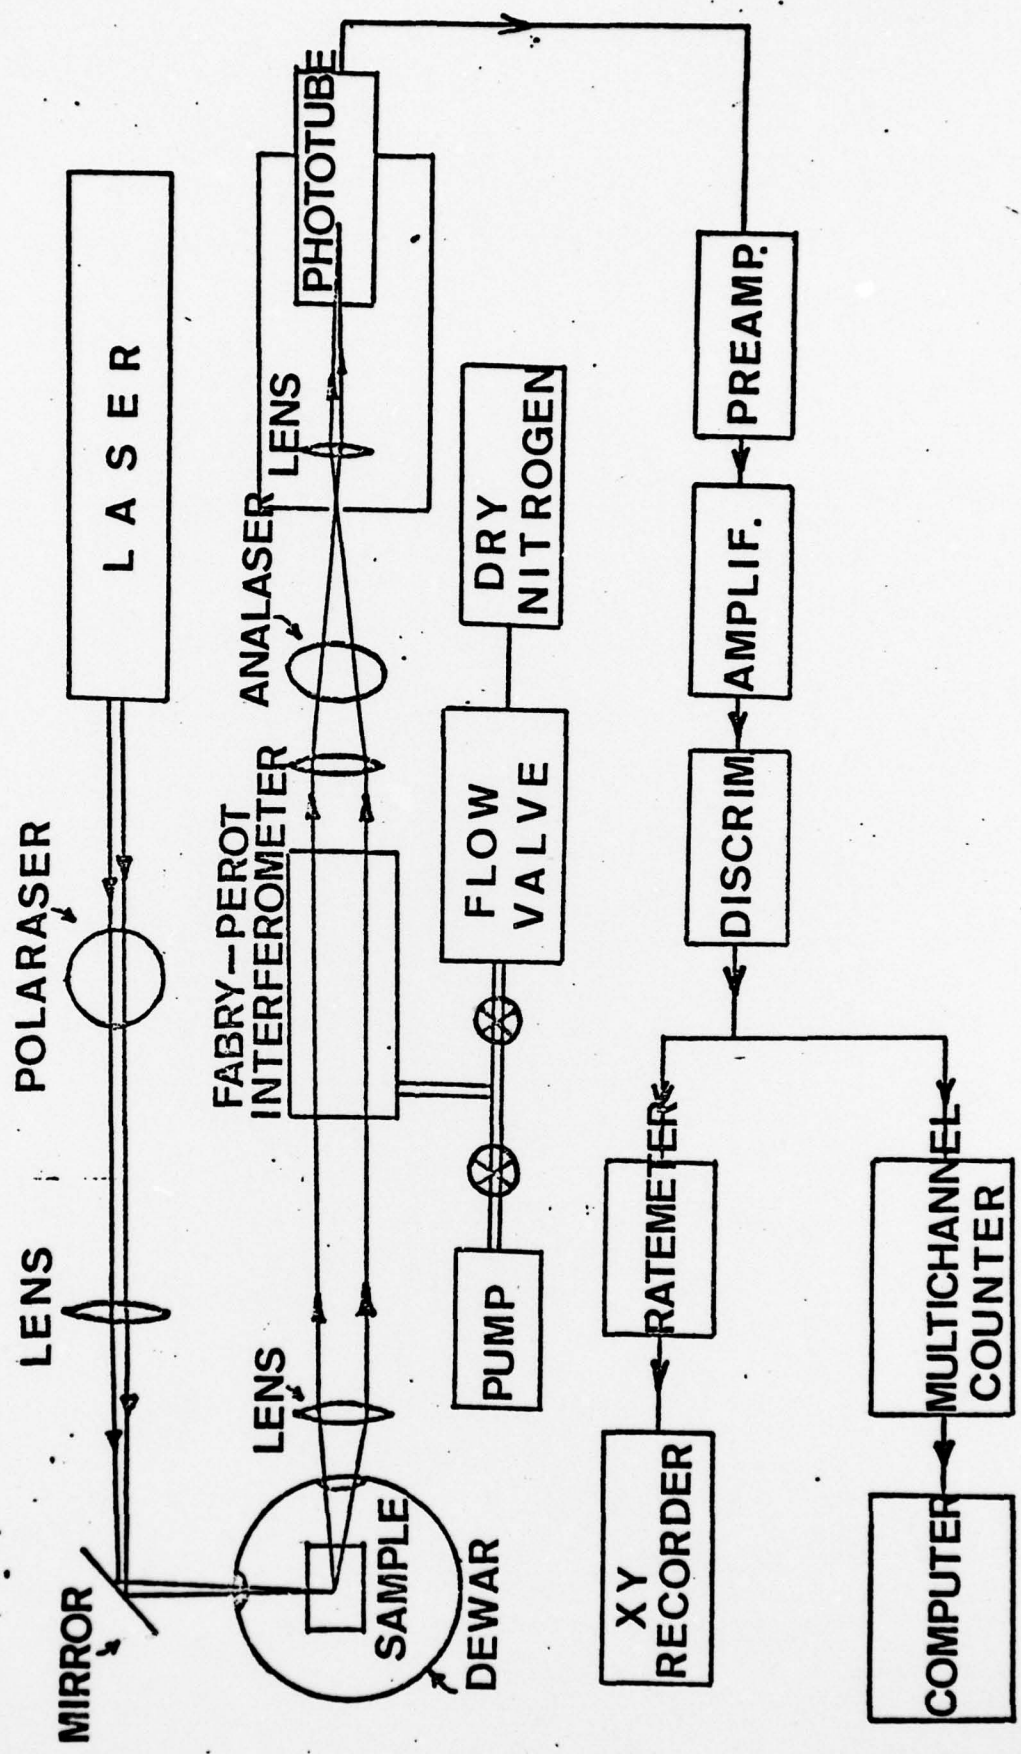 LASER
POLARASER
LENS
MIRROR
PHOTOTUBE
LENS
ANALASER
FABRY—PEROT
INTERFEROMETER
LENS
SAMPLE
DEWAR
DRY
NITROGEN
FLOW
VALVE
PUMP
PREAMP.
AMPLIF.
DISCRIM
RATEMETER
XY
RECORDER
MULTICHANNEL
COUNTER
COMPUTER